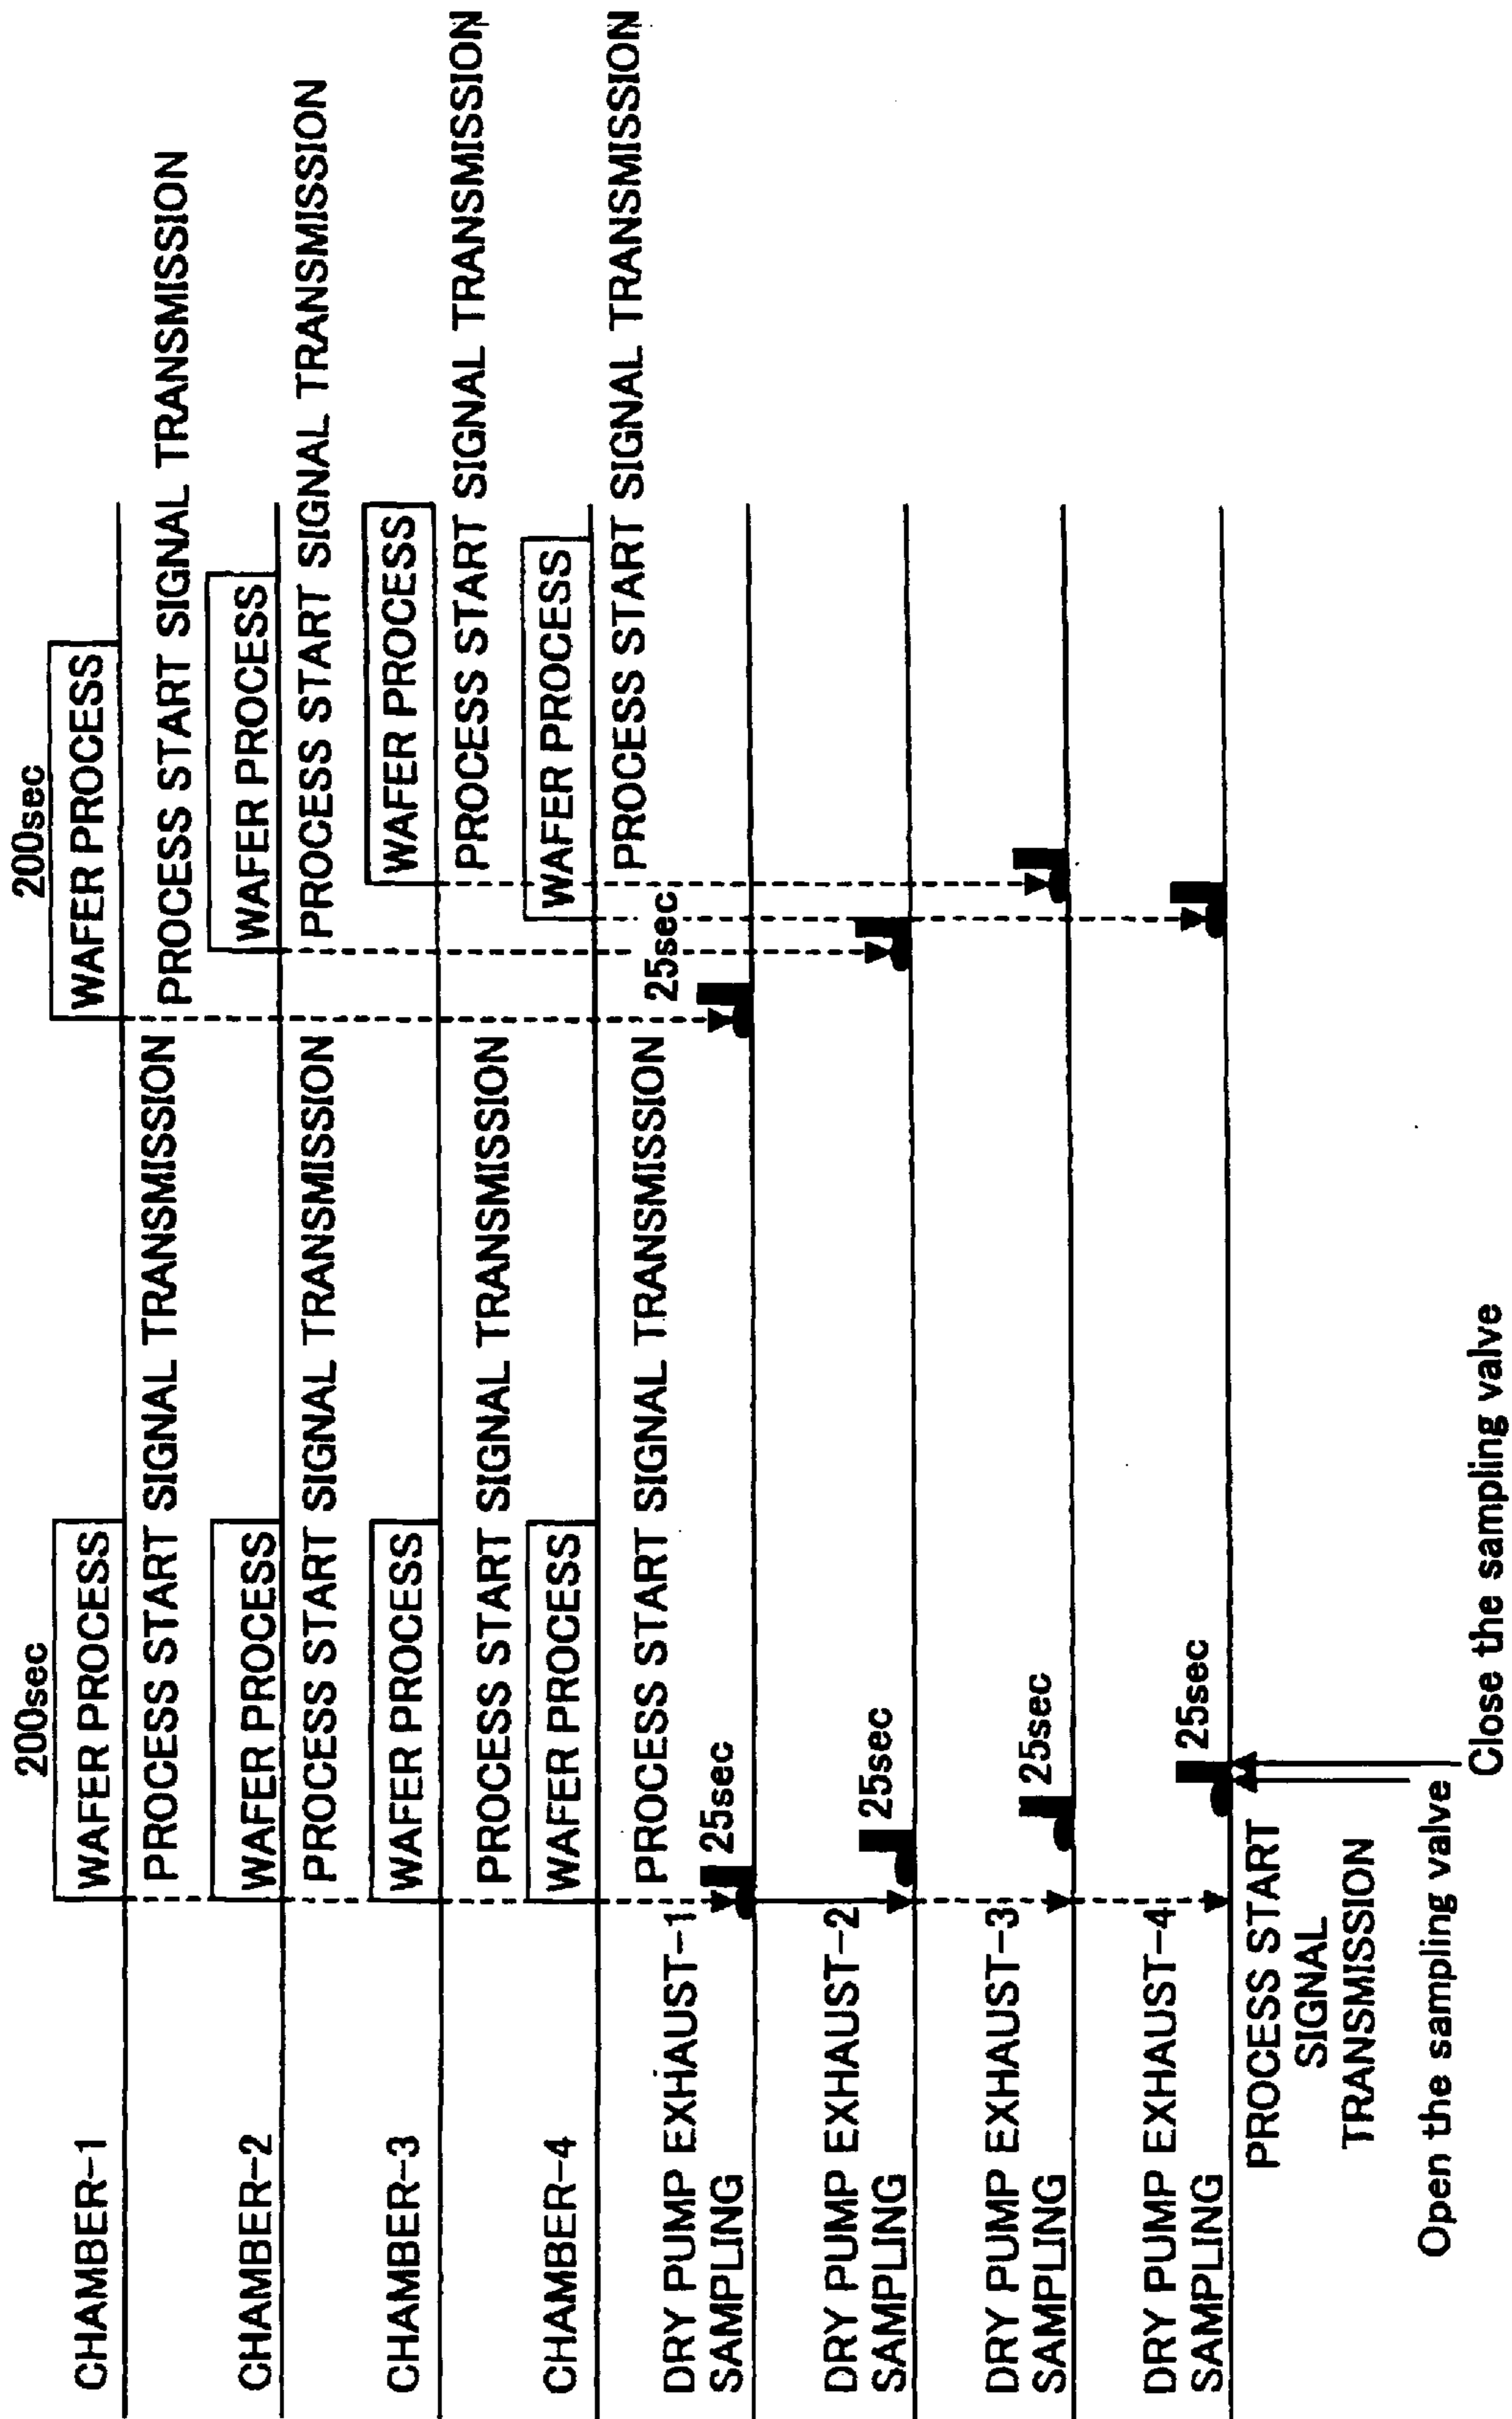 200sec
200sec
CHAMBER-1
WAFER PROCESS
WAFER PROCESS
PROCESS START SIGNAL TRANSMISSION
PROCESS START SIGNAL TRANSMISSION
CHAMBER-2
WAFER PROCESS
WAFER PROCESS
PROCESS START SIGNAL TRANSMISSION
PROCESS START SIGNAL TRANSMISSION
CHAMBER-3
WAFER PROCESS
WAFER PROCESS
PROCESS START SIGNAL TRANSMISSION
PROCESS START SIGNAL TRANSMISSION
CHAMBER-4
WAFER PROCESS
WAFER PROCESS
PROCESS START SIGNAL TRANSMISSION
PROCESS START SIGNAL TRANSMISSION
DRY PUMP EXHAUST-1
SAMPLING
25sec
25sec
DRY PUMP EXHAUST-2
SAMPLING
25sec
DRY PUMP EXHAUST-3
SAMPLING
25sec
DRY PUMP EXHAUST-4
SAMPLING
25sec
PROCESS START
SIGNAL
TRANSMISSION
Open the sampling valve
Close the sampling valve